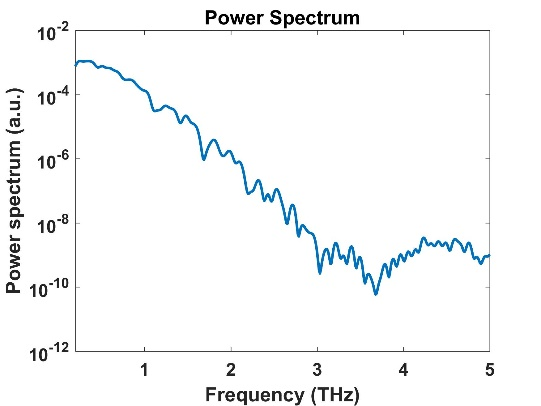 Power Spectrum
10^-2
10^-4
10^-6
10^-8
10^-10
10^-12
Power spectrum (a.u.)
1 2 3 4 5
Frequency (THz)